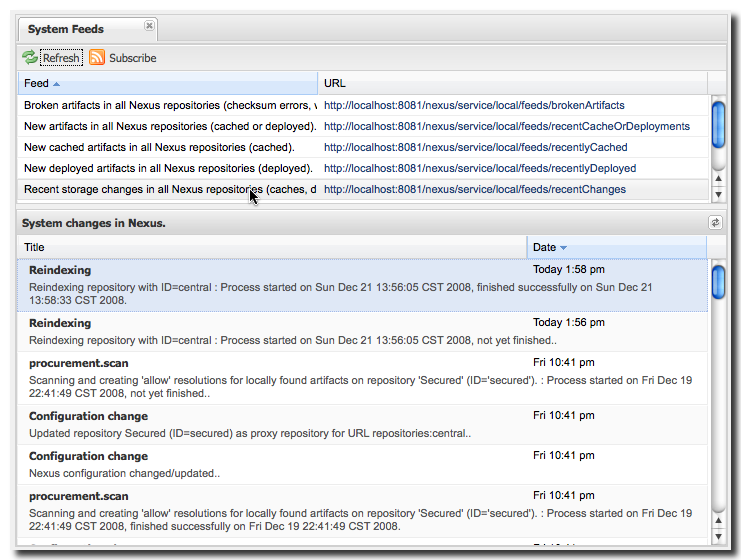 System Feeds
Refresh Subscribe
Feed URL
Broken artifacts in all Nexus repositories (checksum errors, http://localhost:8081/nexus/service/local/feeds/brokenArtifacts
New artifacts in all Nexus repositories (cached or deployed). http://localhost:8081/nexus/service/local/feeds/recentCacheOrDeployments
New cached artifacts in all Nexus repositories (cached). http://localhost:8081/nexus/service/local/feeds/recentlyCached
New deployed artifacts in all Nexus repositories (deployed). http://localhost:8081/nexus/service/local/feeds/recentlyDeployed
Recent storage changes in all Nexus repositories (caches, d http://localhost:8081/nexus/service/local/feeds/recentChanges
System changes in Nexus.
Title Date
Reindexing Today 1:58 pm
Reindexing repository with ID=central : Process started on Sun Dec 21 13:56:05 CST 2008, finished successfully on Sun Dec 21
13:58:33 CST 2008.
Reindexing Today 1:56 pm
Reindexing repository with ID=central : Process started on Sun Dec 21 13:56:05 CST 2008, not yet finished..
procurement.scan Fri 10:41 pm
Scanning and creating 'allow' resolutions for locally found artifacts on repository 'Secured' (ID='secured'). : Process started on Fri Dec 19
22:41:49 CST 2008, not yet finished..
Configuration change Fri 10:41 pm
Updated repository Secured (ID=secured) as proxy repository for URL repositories:central..
Configuration change Fri 10:41 pm
Nexus configuration changed/updated..
procurement.scan Fri 10:41 pm
Scanning and creating 'allow' resolutions for locally found artifacts on repository 'Secured' (ID='secured'). : Process started on Fri Dec 19
22:41:49 CST 2008, finished successfully on Fri Dec 19 22:41:49 CST 2008.